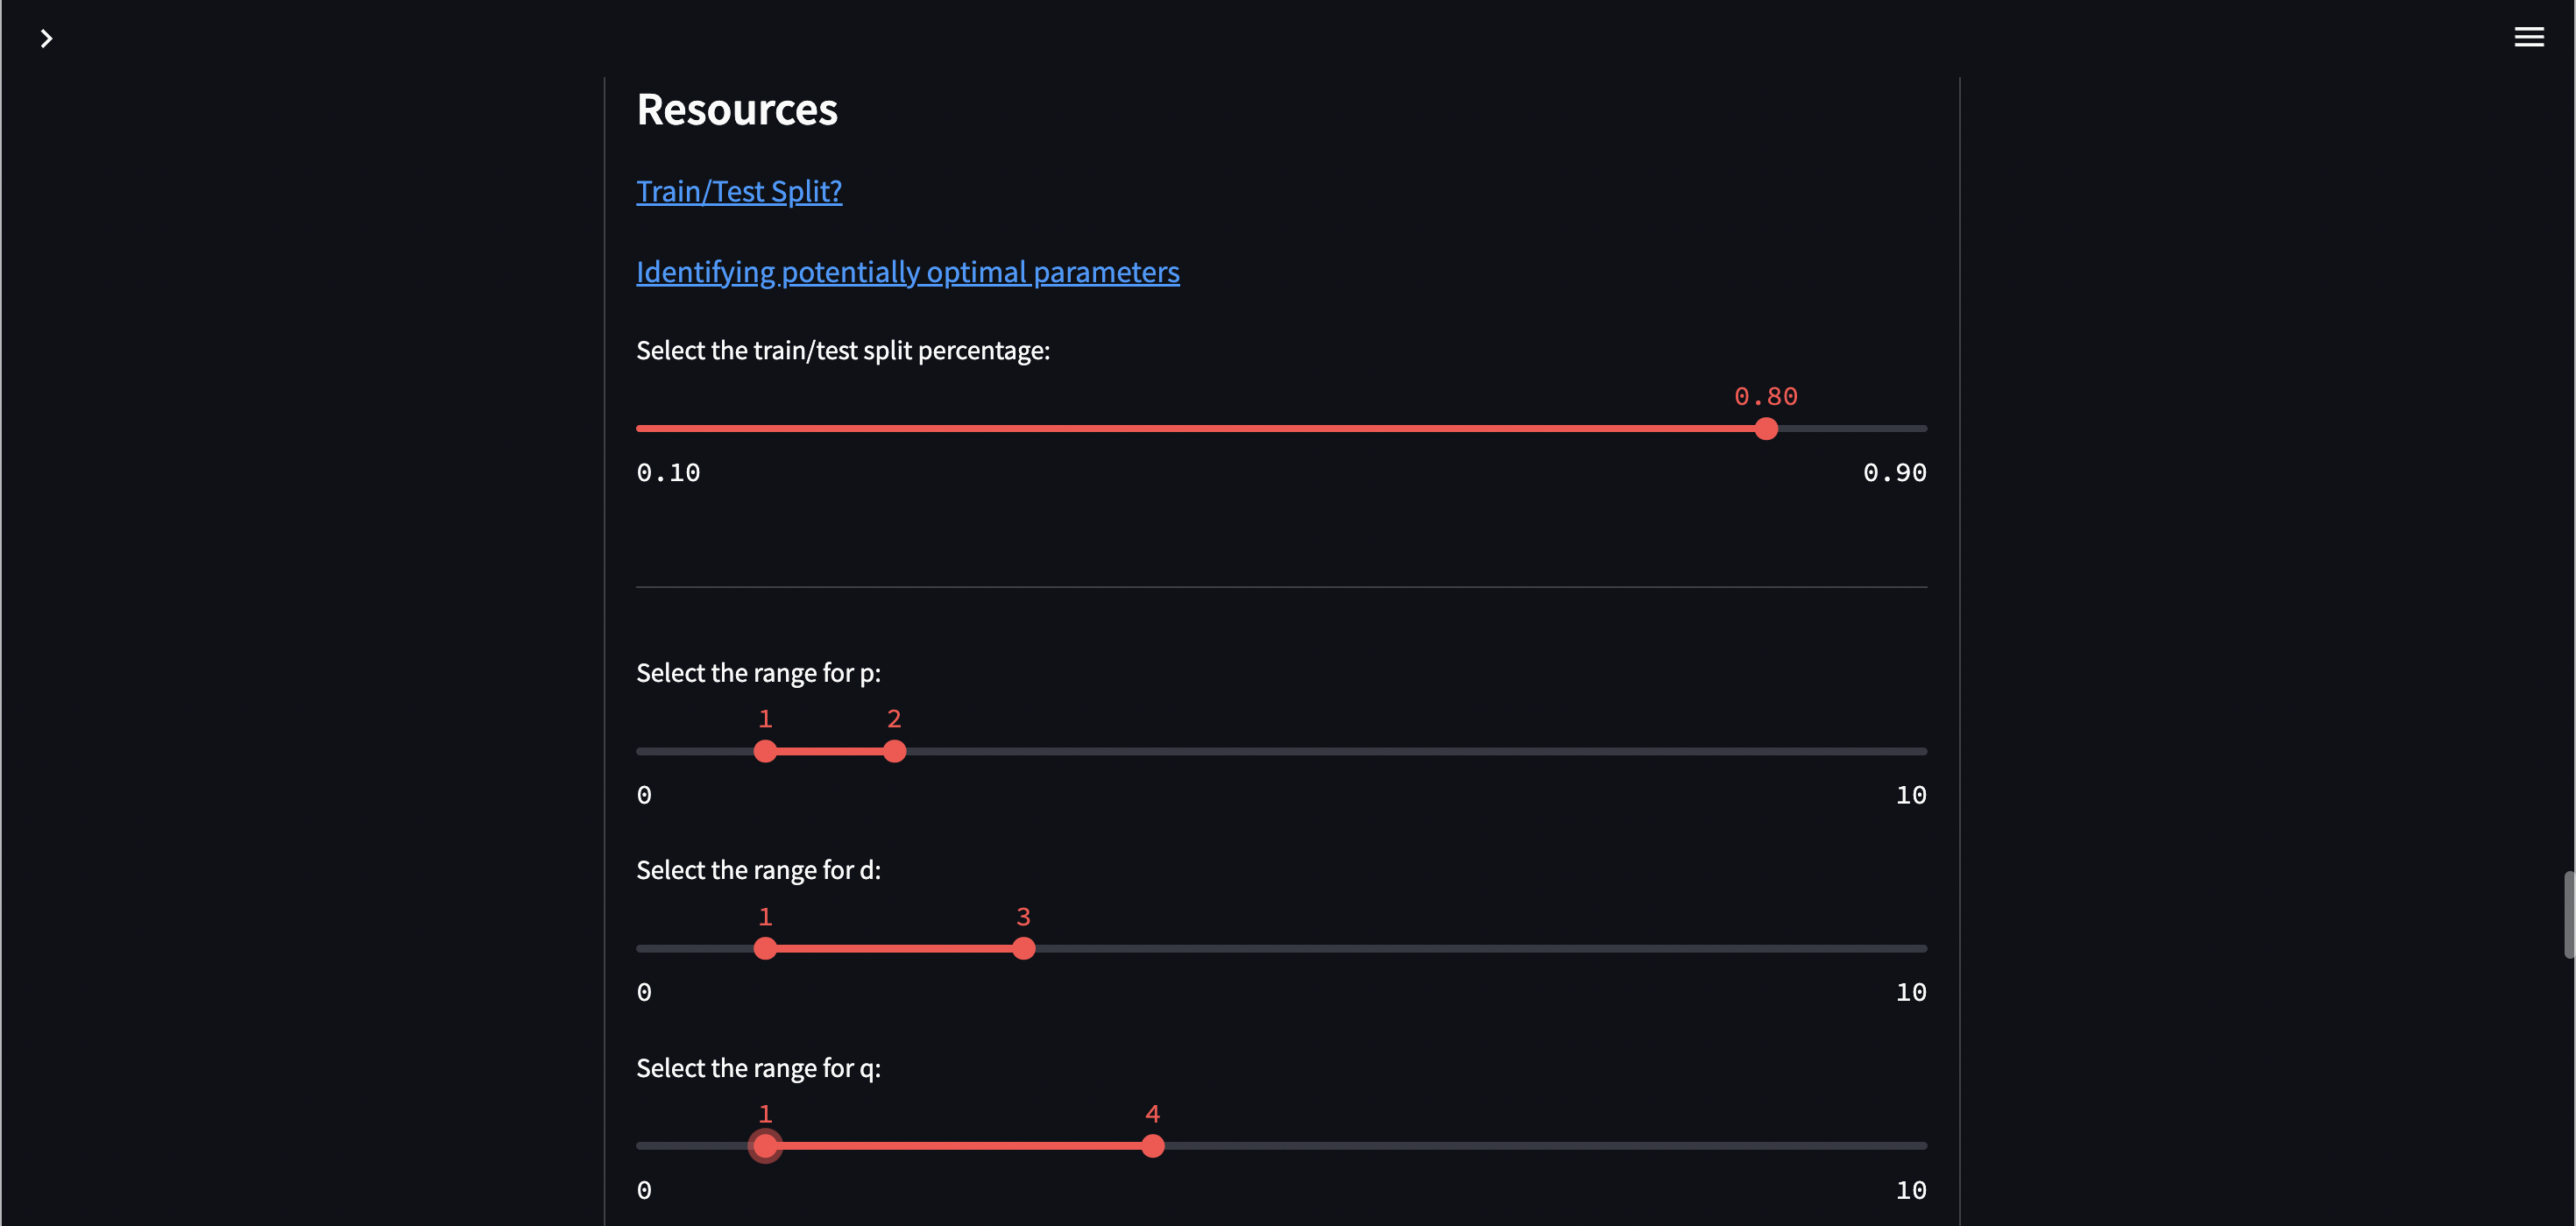 Resources
Train/Test Split?
Identifying potentially optimal parameters
Select the train/test split percentage:
0.80
0.10 0.90
Select the range for p:
1 2
0 10
Select the range for d:
1 3
0 10
Select the range for q:
1 4
0 10